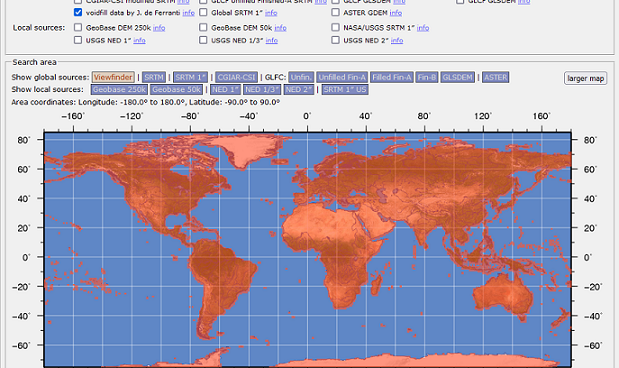 CGIAR-CSI modified SRTM info GLCF Unfilled Finished-A SRTM info GLCF GLSDEM info
voidfill data by J. de Ferranti info Global SRTM 1" info ASTER GDEM info
Local sources: GeoBase DEM 250k info GeoBase DEM 50k info NASA/USGS SRTM 1" info
USGS NED 1" info USGS NED 1/3" info USGS NED 2" info
Search area
Show global sources: Viewfinder | SRTM | SRTM 1" | CGIAR-CSI | GLFC: Unfin. Unfilled Fin-A Filled Fin-A Fin-B GLSDEM | ASTER larger map
Show local sources: Geobase 250k Geobase 50k | NED 1" NED 1/3" NED 2" | SRTM 1" US
Area coordinates: Longitude: -180.0° to 180.0°, Latitude: -90.0° to 90.0°
−160° −120° −80° −40° 0° 40° 80° 120° 160°
80° 80°
60° 60°
40° 40°
20° 20°
0° 0°
−20° −20°
−40° −40°
−60° −60°